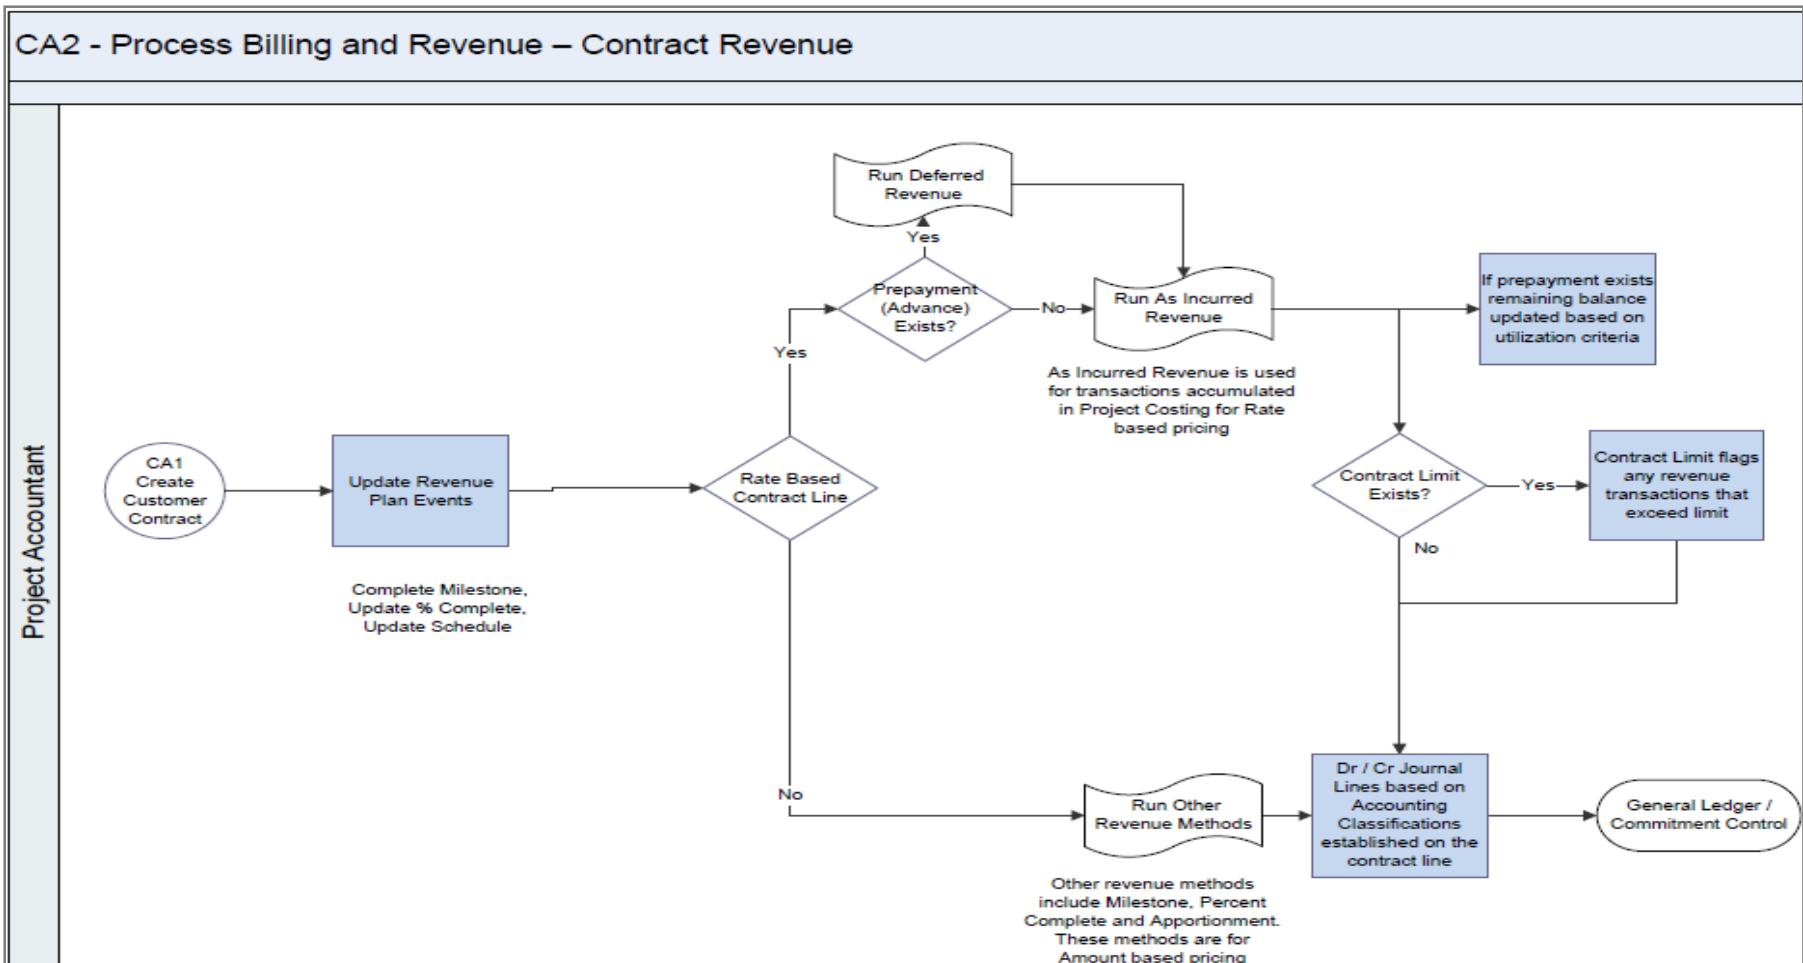 CA2 - Process Billing and Revenue – Contract Revenue
Project Accountant
Run Deferred
Revenue
Yes
Prepayment
(Advance)
Exists?
No
Run As Incurred
Revenue
If prepayment exists
remaining balance
updated based on
utilization criteria
Yes
As Incurred Revenue is used
for transactions accumulated
in Project Costing for Rate
based pricing
CA1
Create
Customer
Contract
Update Revenue
Plan Events
Rate Based
Contract Line
Contract Limit
Exists?
Yes
Contract Limit flags
any revenue
transactions that
exceed limit
No
Complete Milestone,
Update % Complete,
Update Schedule
No
Run Other
Revenue Methods
Dr / Cr Journal
Lines based on
Accounting
Classifications
established on the
contract line
General Ledger /
Commitment Control
Other revenue methods
include Milestone, Percent
Complete and Apportionment.
These methods are for
Amount based pricing